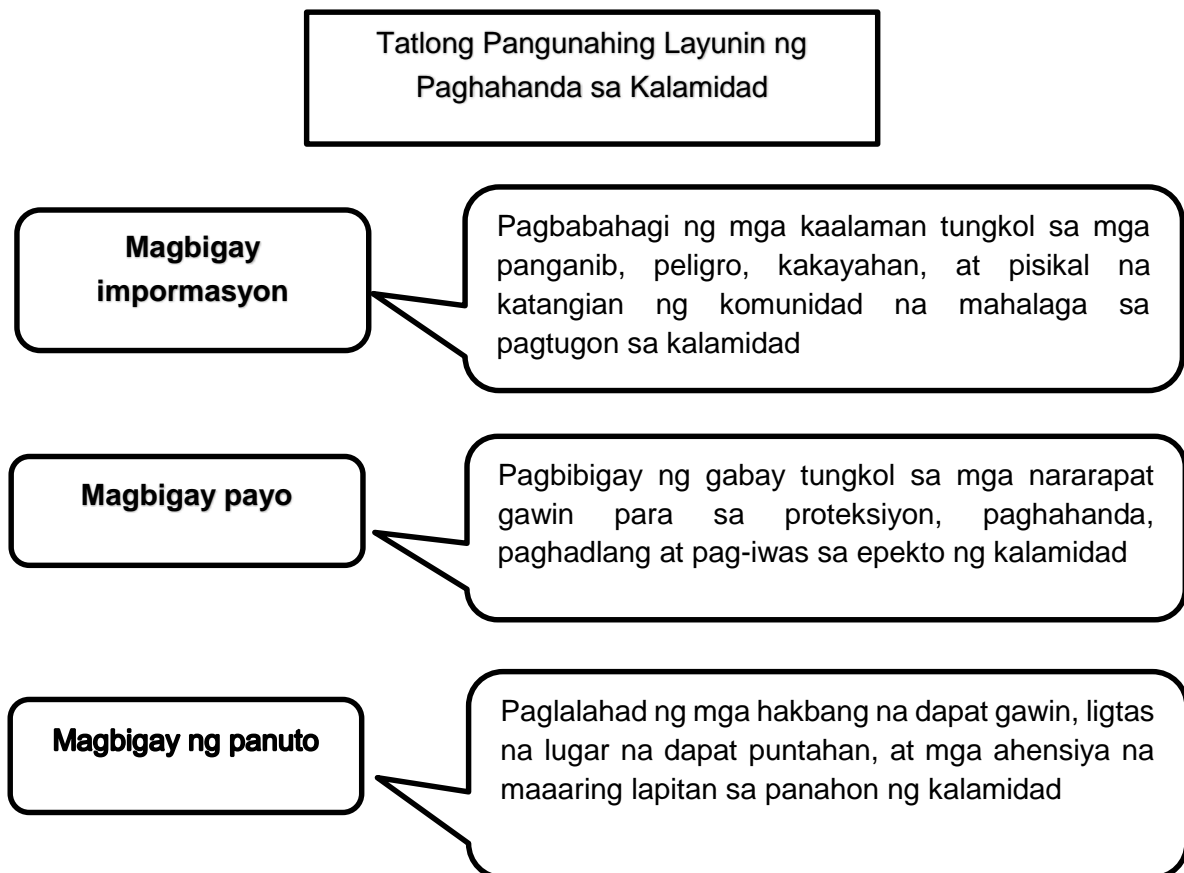 Tatlong Pangunahing Layunin ng
Paghahanda sa Kalamidad
Magbigay
impormasyon
Pagbabahagi ng mga kaalaman tungkol sa mga
panganib, peligro, kakayahan, at pisikal na
katangian ng komunidad na mahalaga sa
pagtugon sa kalamidad
Magbigay payo
Pagbibigay ng gabay tungkol sa mga nararapat
gawin para sa proteksiyon, paghahanda,
paghadlang at pag-iwas sa epekto ng kalamidad
Magbigay ng panuto
Paglalahad ng mga hakbang na dapat gawin, ligtas
na lugar na dapat puntahan, at mga ahensiya na
maaaring lapitan sa panahon ng kalamidad